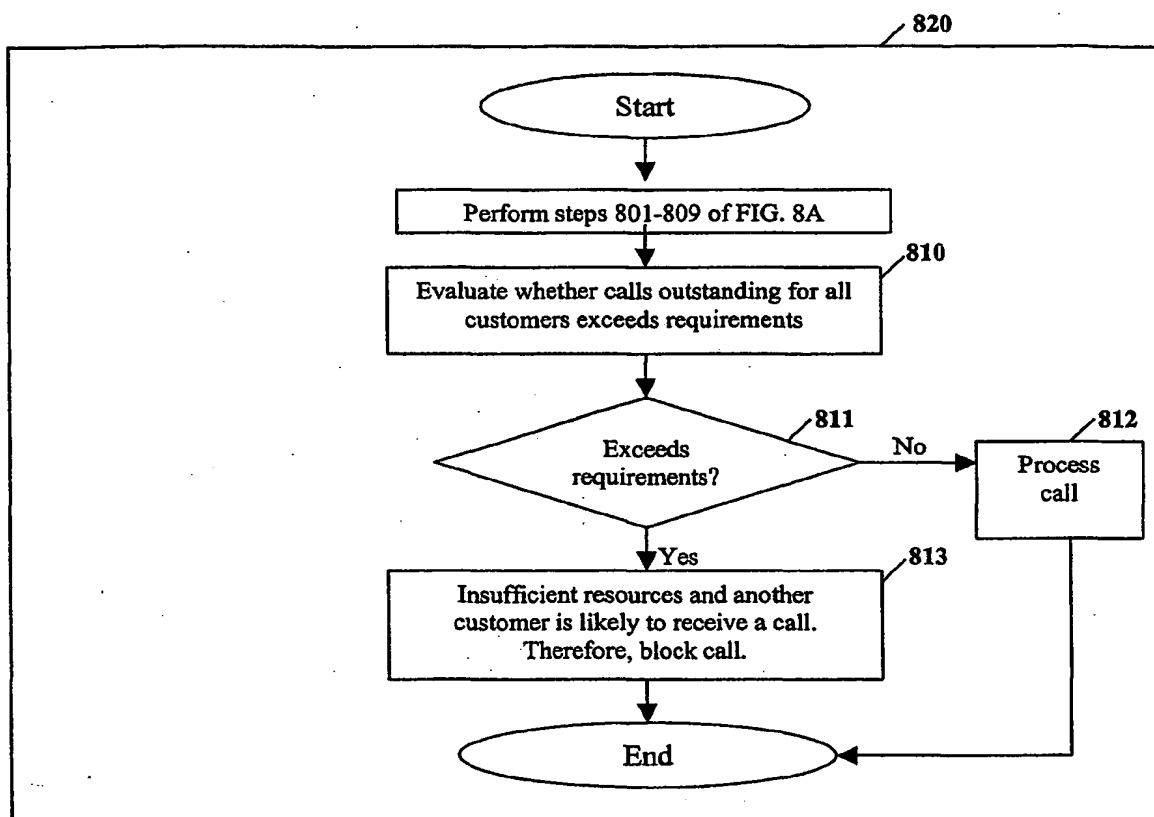 820
Start
Perform steps 801-809 of FIG. 8A
810
Evaluate whether calls outstanding for all
customers exceeds requirements
811
Exceeds
requirements?
No
812
Process
call
Yes
813
Insufficient resources and another
customer is likely to receive a call.
Therefore, block call.
End